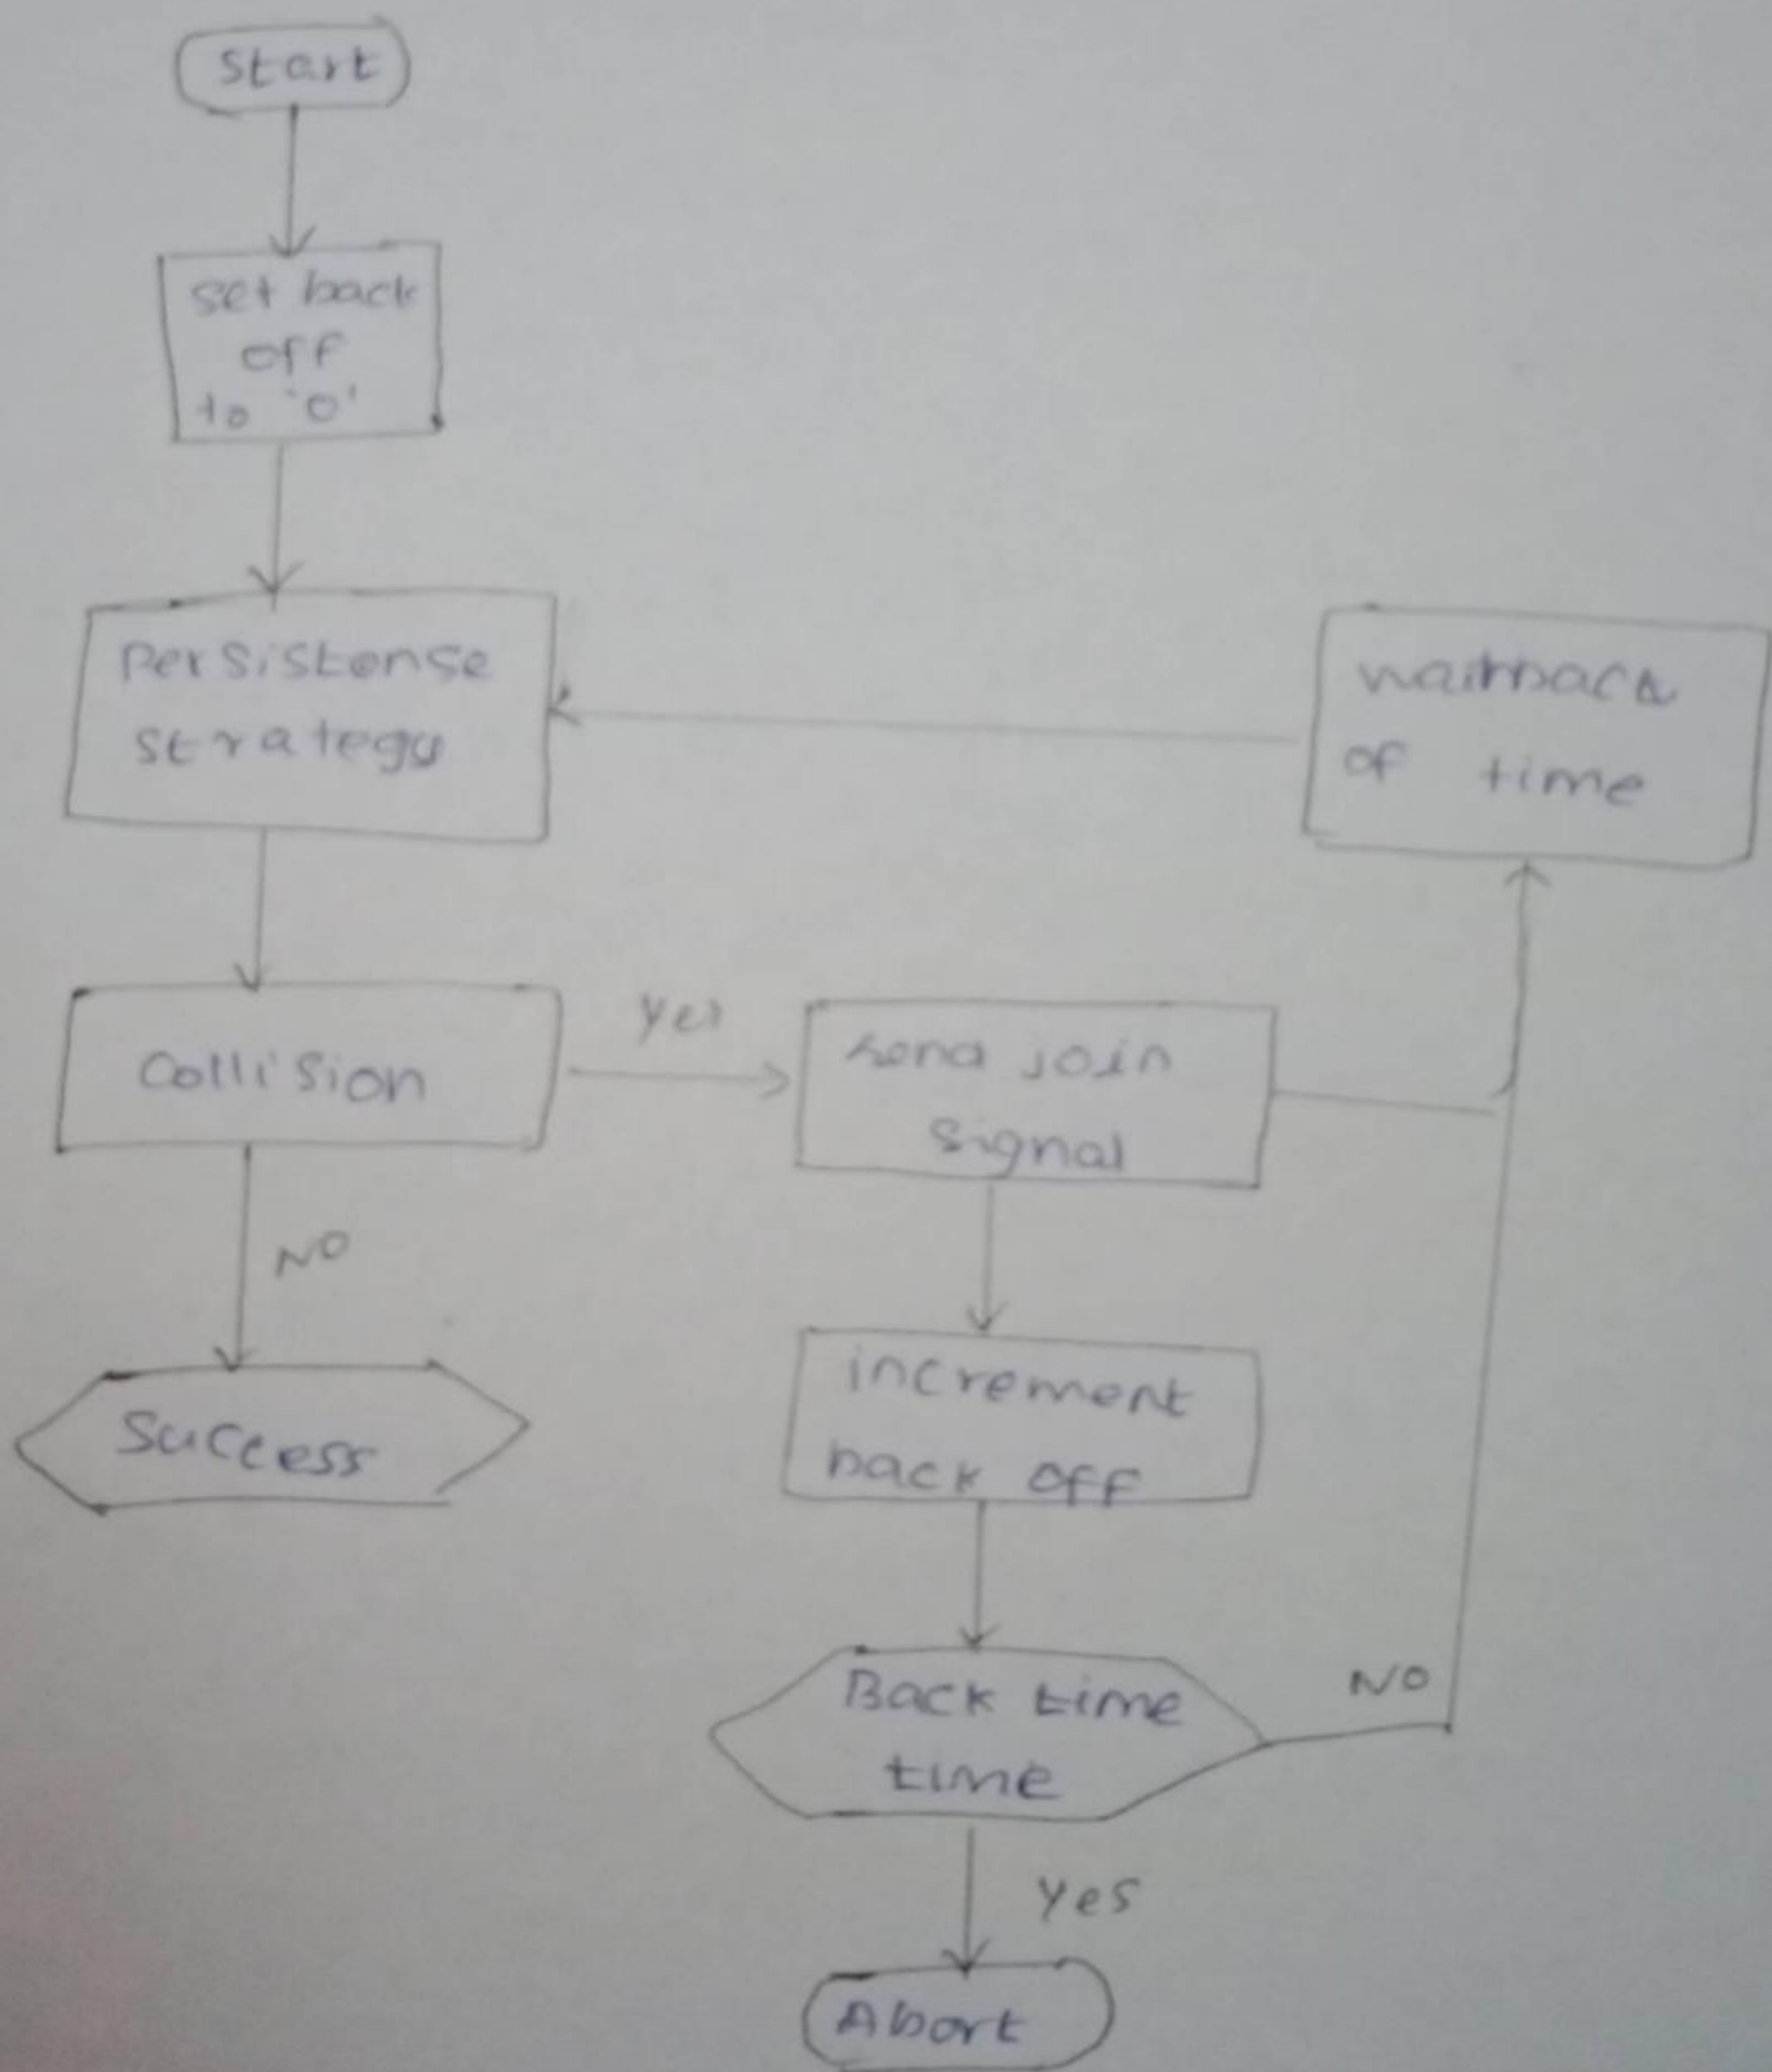 Start
set back
off
to '0'
Persistense
strategy
waitback
of time
Collision
Yes
send join
signal
NO
Success
increment
back off
Back time
time
NO
Yes
Abort